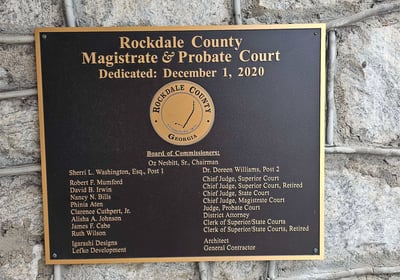 Rockdale County
Magistrate & Probate Court
Dedicated: December 1, 2020
ROCKDALE COUNTY
GEORGIA
Board of Commissioners:
Oz Nesbitt, Sr., Chairman
Sherri L. Washington, Esq., Post 1 Dr. Doreen Williams, Post 2
Robert F. Mumford Chief Judge, Superior Court
David B. Irwin Chief Judge, Superior Court, Retired
Nancy N. Bills Chief Judge, State Court
Phinia Aten Chief Judge, Magistrate Court
Clarence Cuthpert, Jr. Judge, Probate Court
Alisha A. Johnson District Attorney
James F. Cabe Clerk of Superior/State Courts
Ruth Wilson Clerk of Superior/State Courts, Retired
Igarashi Designs Architect
Lefko Development General Contractor